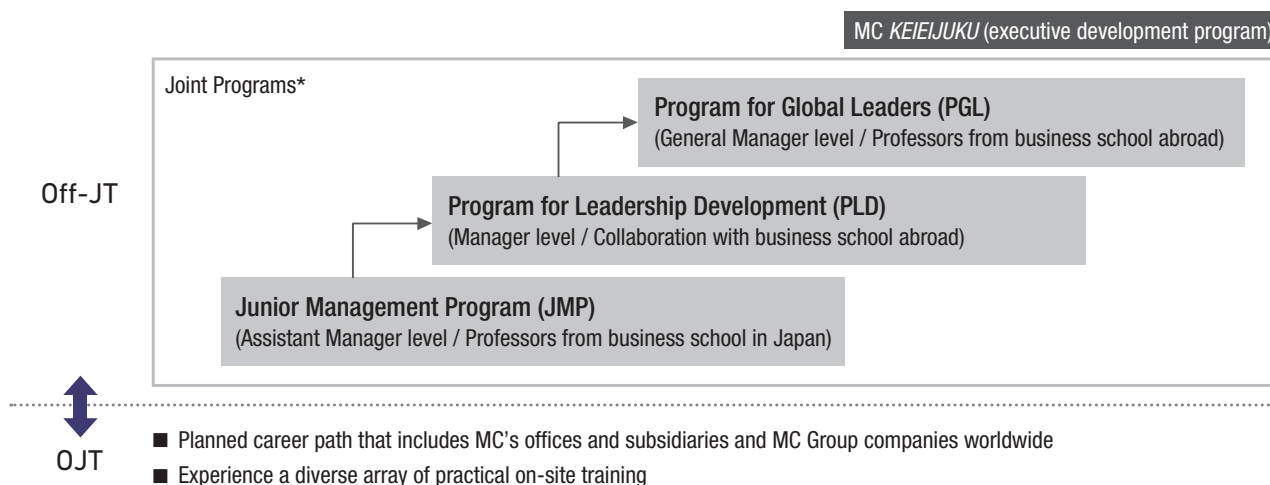 MC KEIEIJUKU (executive development program)
Joint Programs*
Program for Global Leaders (PGL)
(General Manager level / Professors from business school abroad)
Off-JT
Program for Leadership Development (PLD)
(Manager level / Collaboration with business school abroad)
Junior Management Program (JMP)
(Assistant Manager level / Professors from business school in Japan)
OJT
■ Planned career path that includes MC's offices and subsidiaries and MC Group companies worldwide
■ Experience a diverse array of practical on-site training